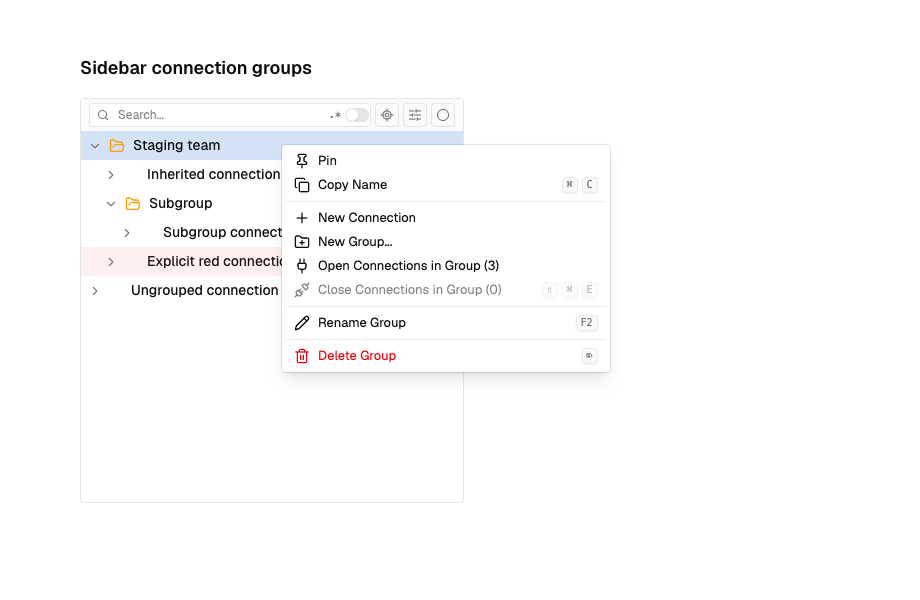 Sidebar connection groups
Search...
.*
Staging team
Inherited connection
Subgroup
Subgroup connect
Explicit red connectio
Ungrouped connection
Pin
Copy Name ⌘ C
New Connection
New Group...
Open Connections in Group (3)
Close Connections in Group (0) ⇧ ⌘ E
Rename Group F2
Delete Group ⌦